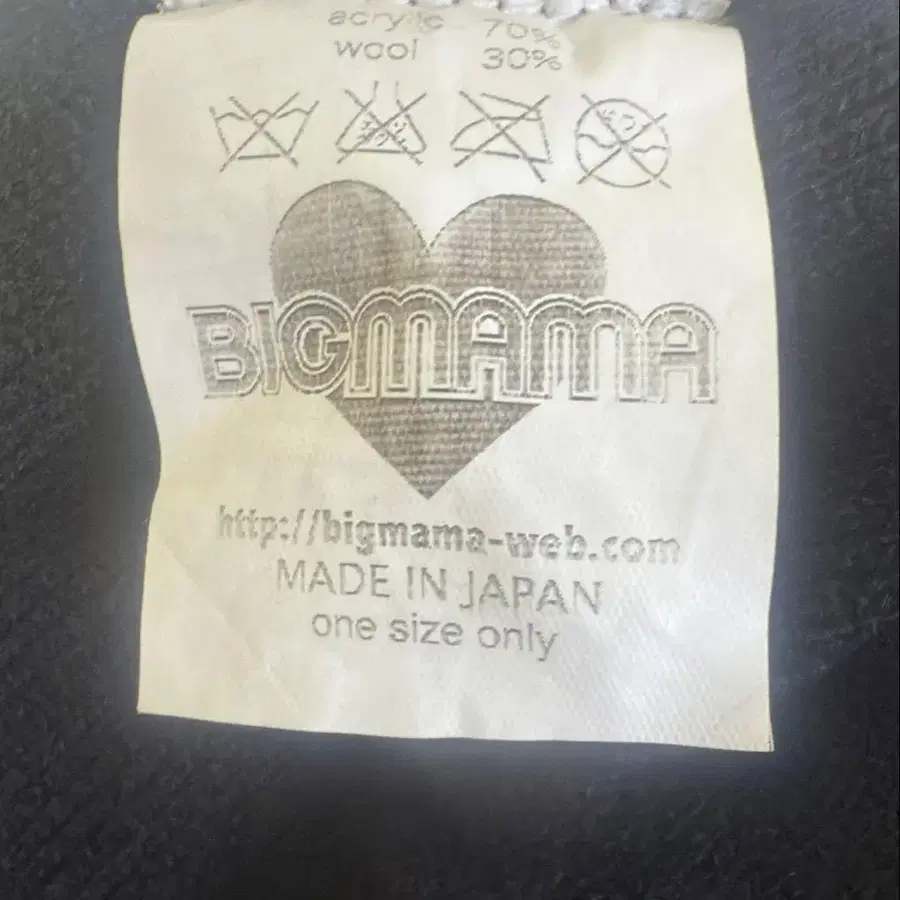 acrylic 70%
wool 30%
BIGMAMA
http://bigmama-web.com
MADE IN JAPAN
one size only